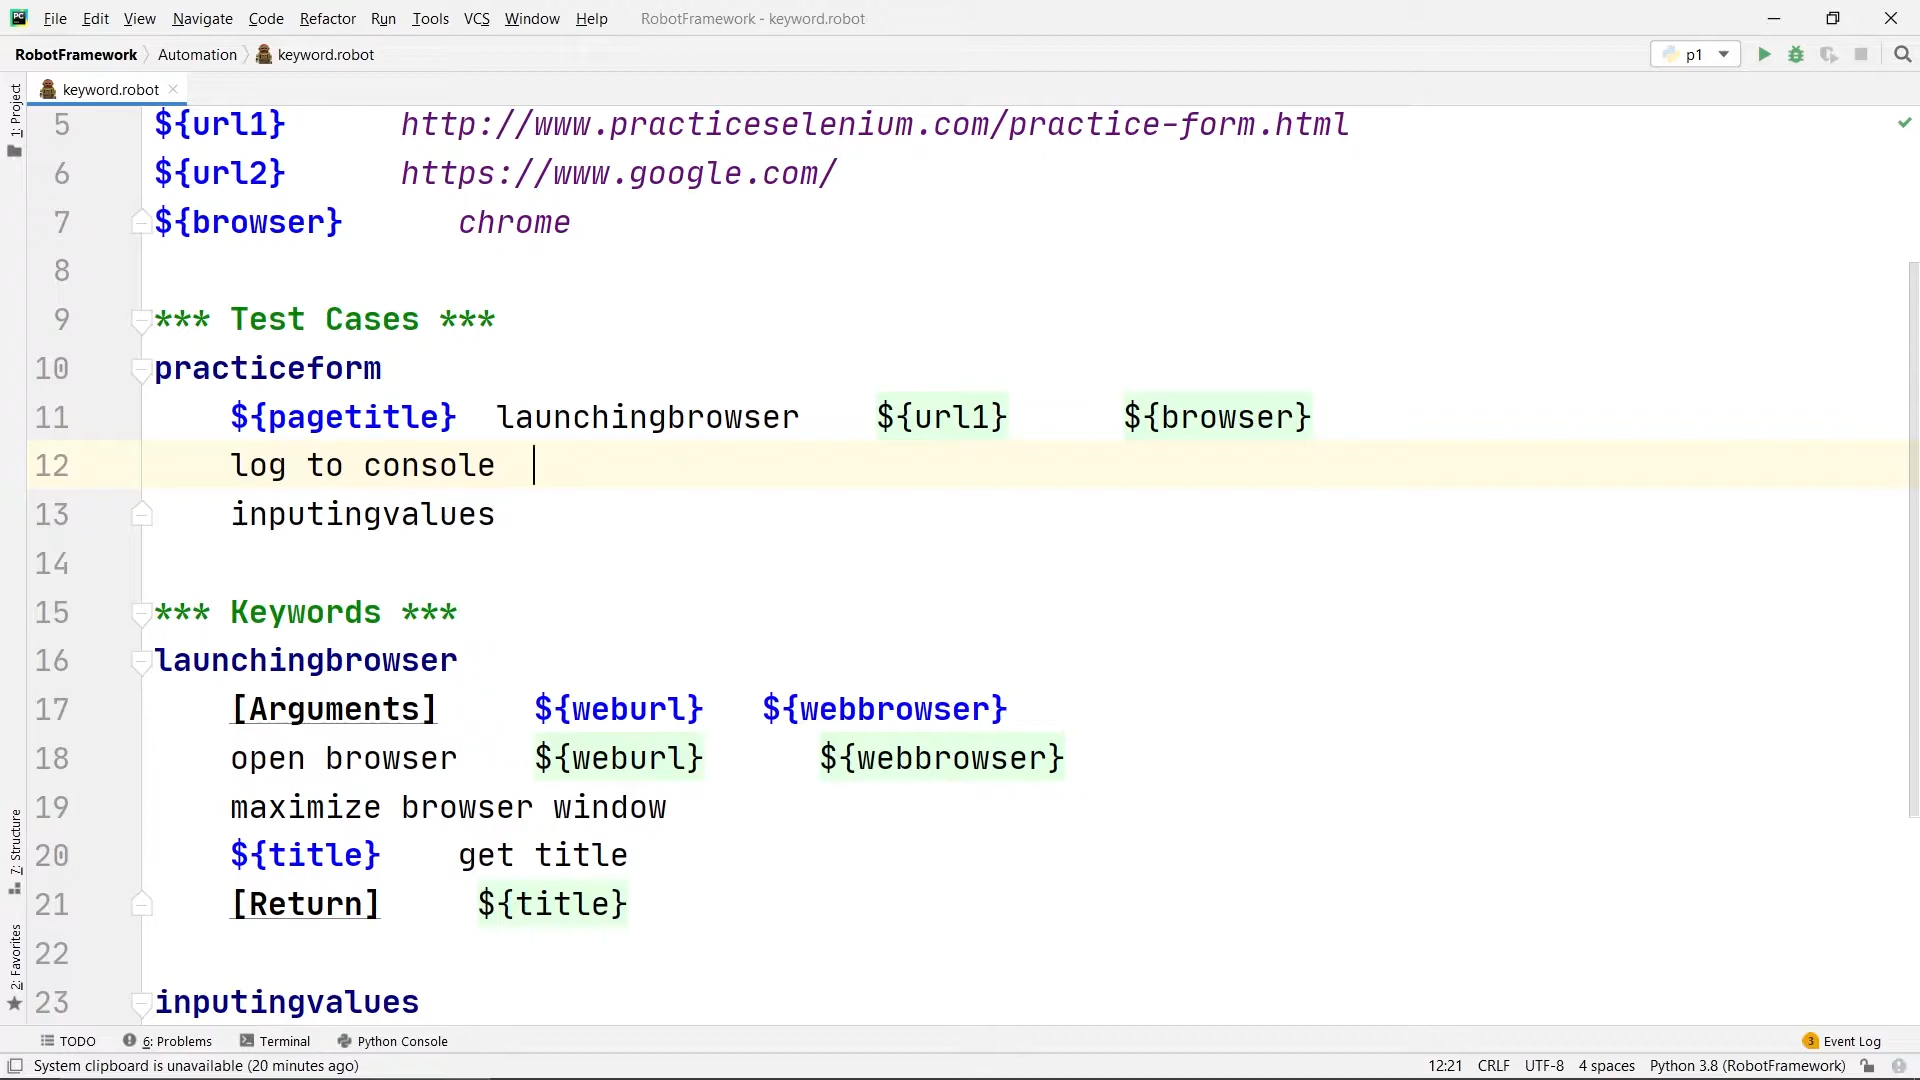 File Edit View Navigate Code Refactor Run Tools VCS Window Help RobotFramework - keyword.robot
RobotFramework Automation keyword.robot p1
keyword.robot
1: Project
5 ${url1} http://www.practiceselenium.com/practice-form.html
6 ${url2} https://www.google.com/
7 ${browser} chrome
8
9 *** Test Cases ***
10 practiceform
11 ${pagetitle} launchingbrowser ${url1} ${browser}
12 log to console
13 inputingvalues
14
15 *** Keywords ***
16 launchingbrowser
17 [Arguments] ${weburl} ${webbrowser}
18 open browser ${weburl} ${webbrowser}
19 maximize browser window
20 ${title} get title
21 [Return] ${title}
22
23 inputingvalues
7: Structure
2: Favorites
TODO 6: Problems Terminal Python Console 3 Event Log
System clipboard is unavailable (20 minutes ago) 12:21 CRLF UTF-8 4 spaces Python 3.8 (RobotFramework)